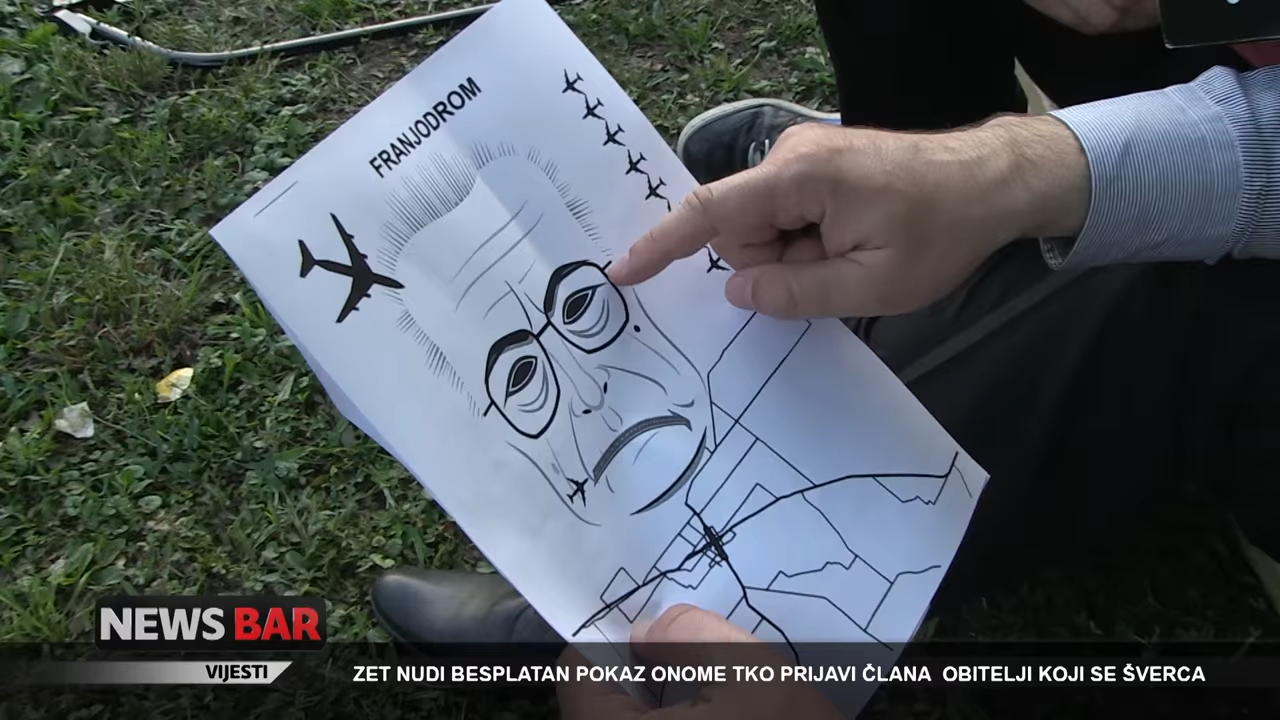 FRANJODROM
NEWS BAR
VIJESTI
ZET NUDI BESPLATAN POKAZ ONOME TKO PRIJAVI ČLANA OBITELJI KOJI SE ŠVERCA